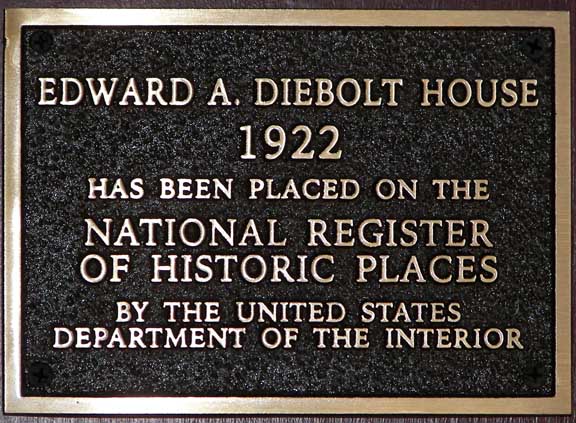 EDWARD A. DIEBOLT HOUSE
1922
HAS BEEN PLACED ON THE
NATIONAL REGISTER
OF HISTORIC PLACES
BY THE UNITED STATES
DEPARTMENT OF THE INTERIOR